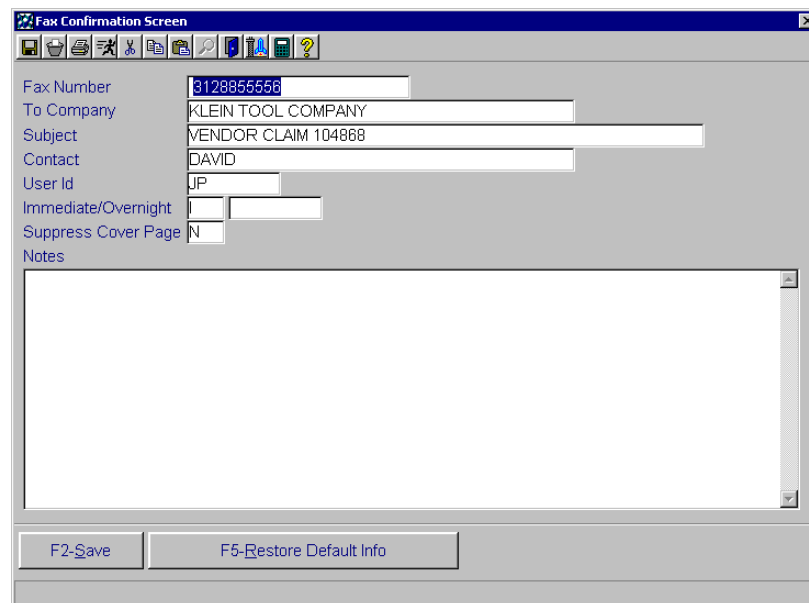 Fax Confirmation Screen
Fax Number 3128855556
To Company KLEIN TOOL COMPANY
Subject VENDOR CLAIM 104868
Contact DAVID
User Id JP
Immediate/Overnight I
Suppress Cover Page N
Notes
F2-Save F5-Restore Default Info